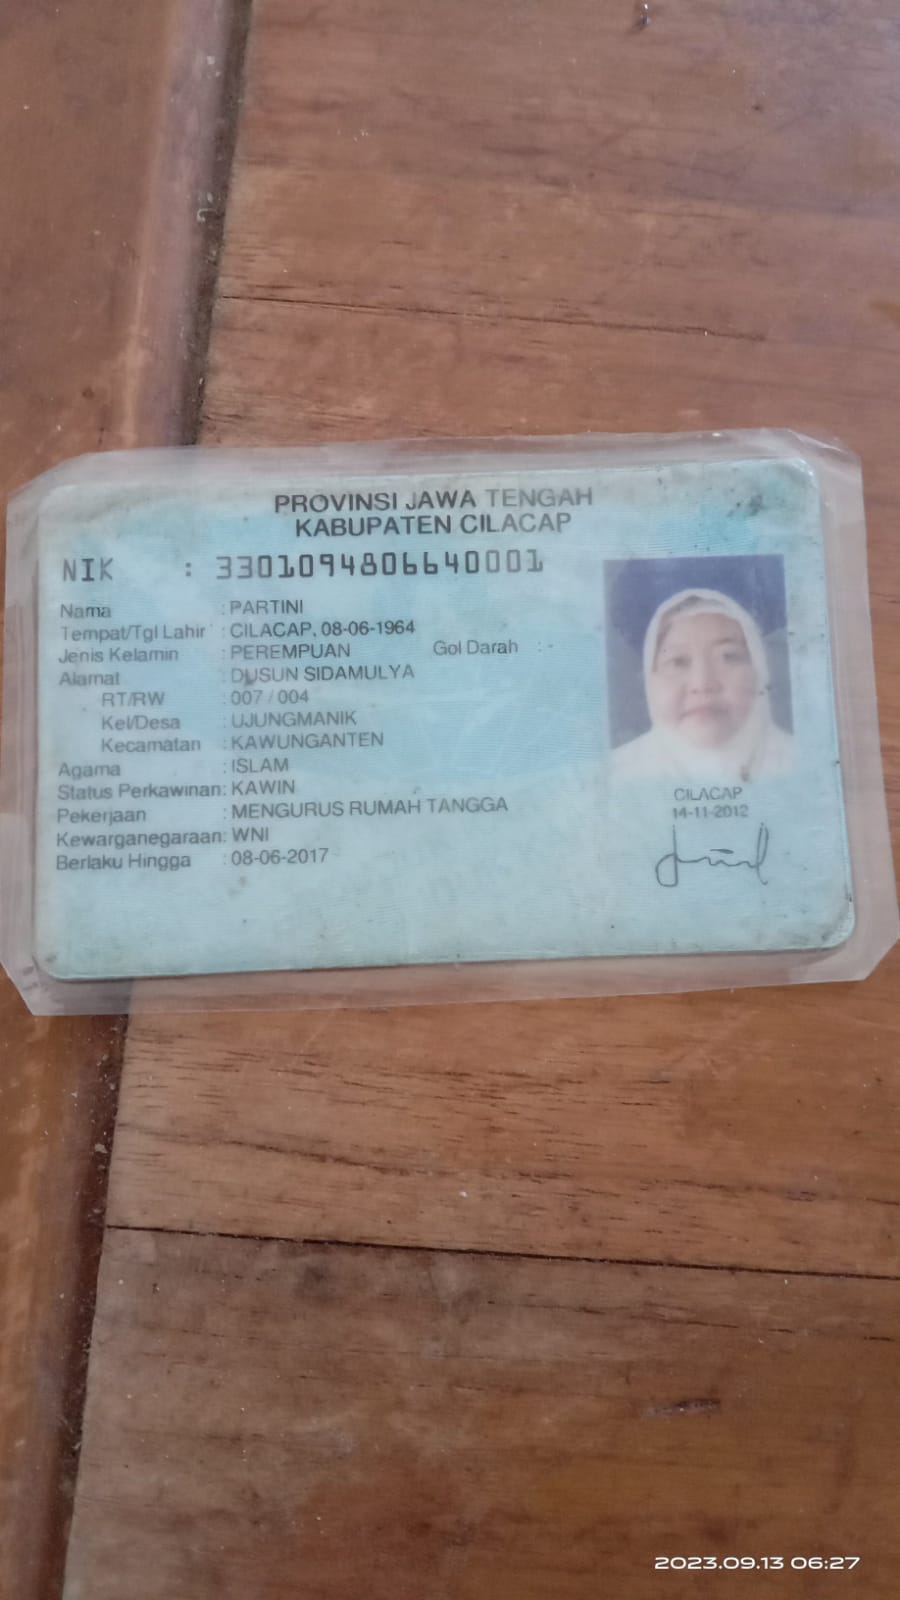 PROVINSI JAWA TENGAH
KABUPATEN CILACAP
NIK : 3301094806640001
Nama : PARTINI
Tempat/Tgl Lahir : CILACAP, 08-06-1964
Jenis Kelamin : PEREMPUAN Gol Darah :
Alamat : DUSUN SIDAMULYA
RT/RW : 007 / 004
Kel/Desa : UJUNGMANIK
Kecamatan : KAWUNGANTEN
Agama : ISLAM
Status Perkawinan: KAWIN
Pekerjaan : MENGURUS RUMAH TANGGA
Kewarganegaraan: WNI
Berlaku Hingga : 08-06-2017
CILACAP
14-11-2012
2023.09.13 06:27